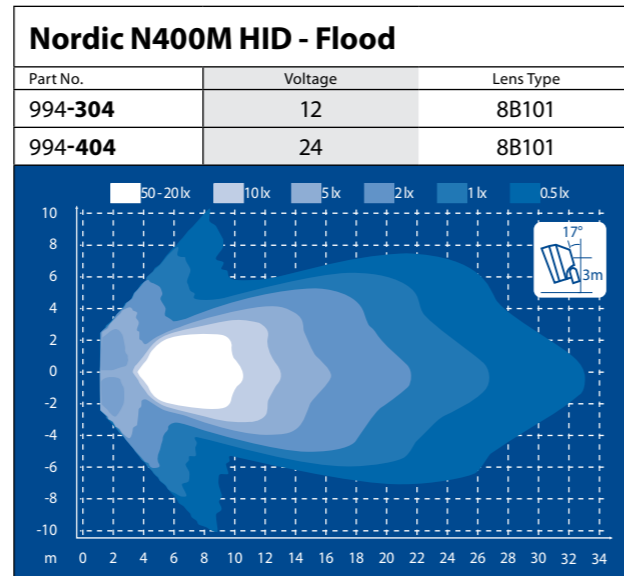 Nordic N400M HID - Flood
Part No. Voltage Lens Type
994-304 12 8B101
994-404 24 8B101
50 - 20 lx 10 lx 5 lx 2 lx 1 lx 0.5 lx
10
8
17°
6
3m
4
2
0
-2
-4
-6
-8
-10
m 0 2 4 6 8 10 12 14 16 18 20 22 24 26 28 30 32 34